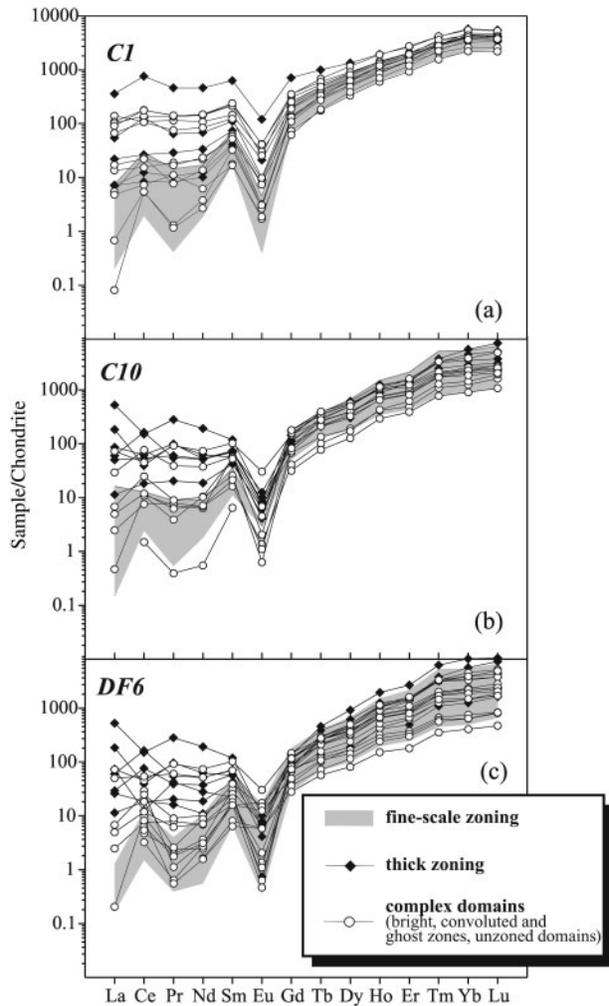 10000
C1
1000
100
10
1
0.1
(a)
C10
1000
100
10
1
0.1
(b)
Sample/Chondrite
DF6
1000
100
10
1
0.1
(c)
fine-scale zoning
thick zoning
complex domains
(bright, convoluted and
ghost zones, unzoned domains)
La Ce Pr Nd Sm Eu Gd Tb Dy Ho Er Tm Yb Lu